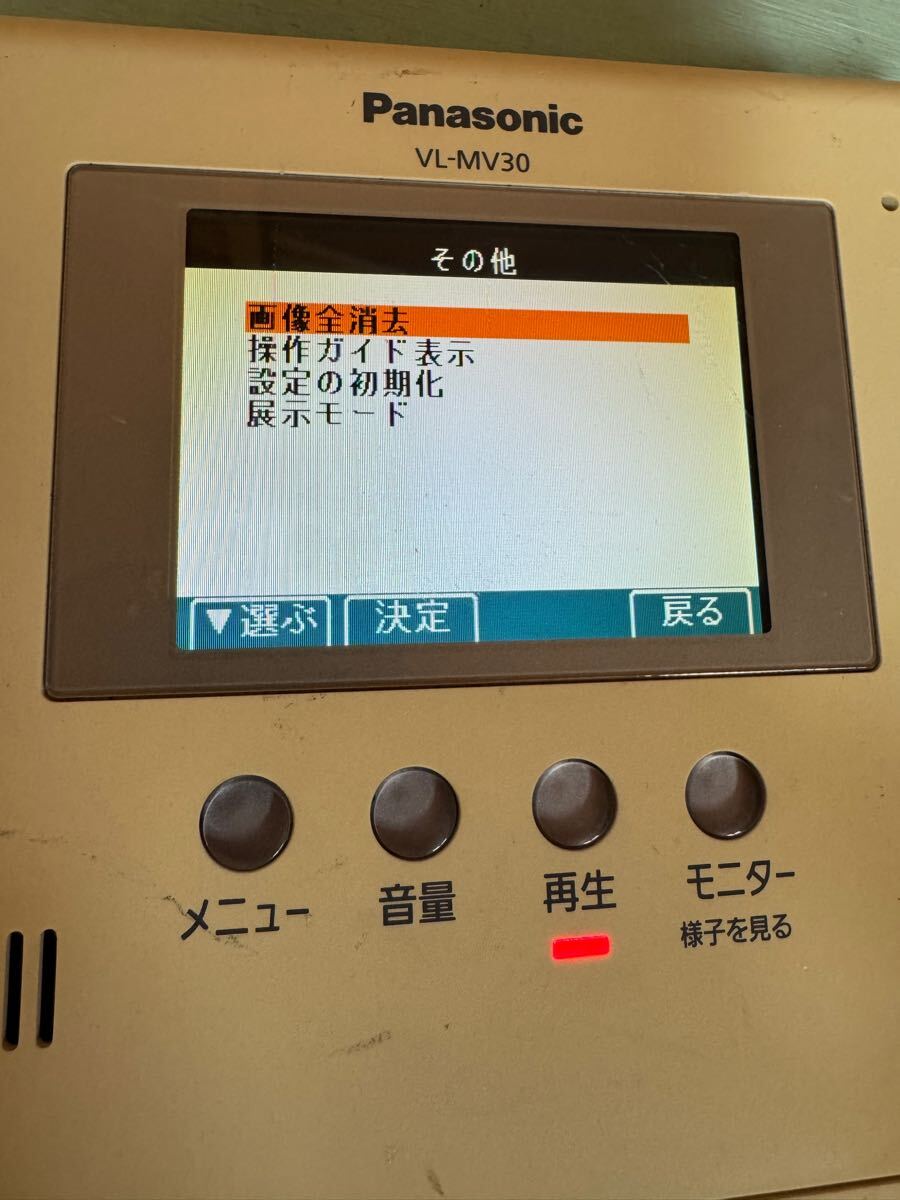 Panasonic
VL-MV30
その他
画像全消去
操作ガイド表示
設定の初期化
展示モード
▼選ぶ 決定 戻る
メニュー 音量 再生 モニター
様子を見る